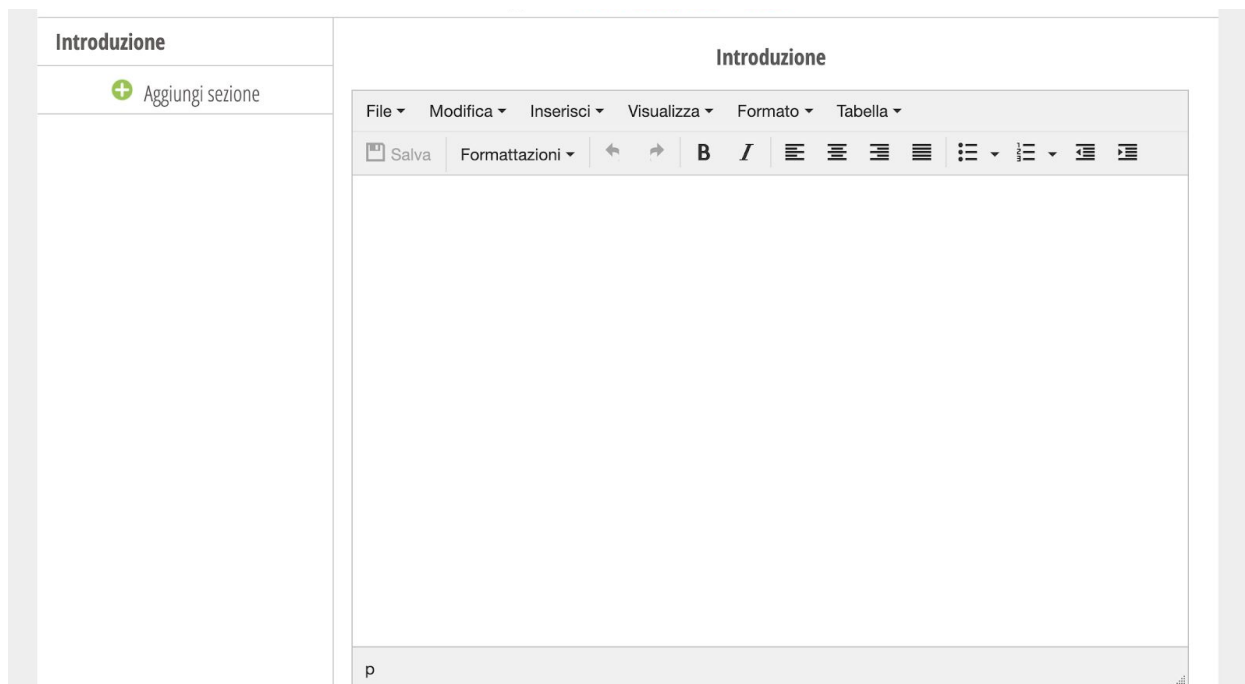 Introduzione
Aggiungi sezione
Introduzione
File Modifica Inserisci Visualizza Formato Tabella
Salva Formattazioni B I
p